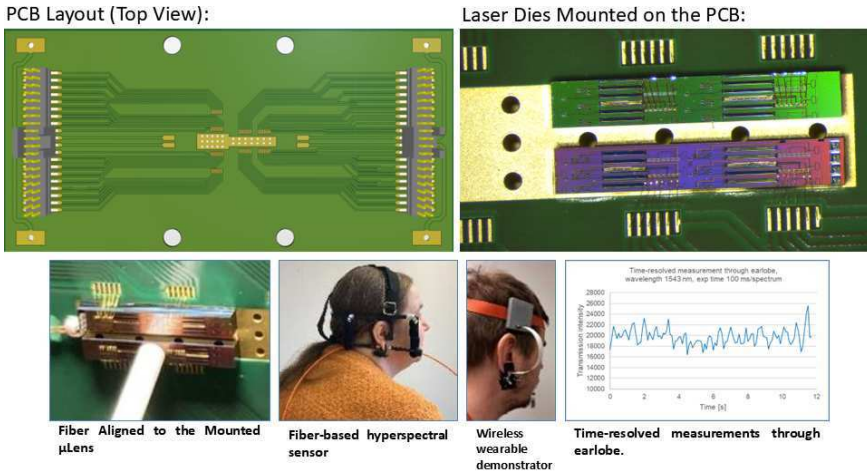 PCB Layout (Top View):
Laser Dies Mounted on the PCB:
Time-resolved measurement through earlobe,
wavelength 1543 nm, exp time 100 ms/spectrum
Transmission intensity
28000
26000
24000
22000
20000
18000
16000
14000
12000
10000
0
2
4
6
8
10
12
Time [s]
Fiber Aligned to the Mounted
µLens
Fiber-based hyperspectral
sensor
Wireless
wearable
demonstrator
Time-resolved measurements through
earlobe.